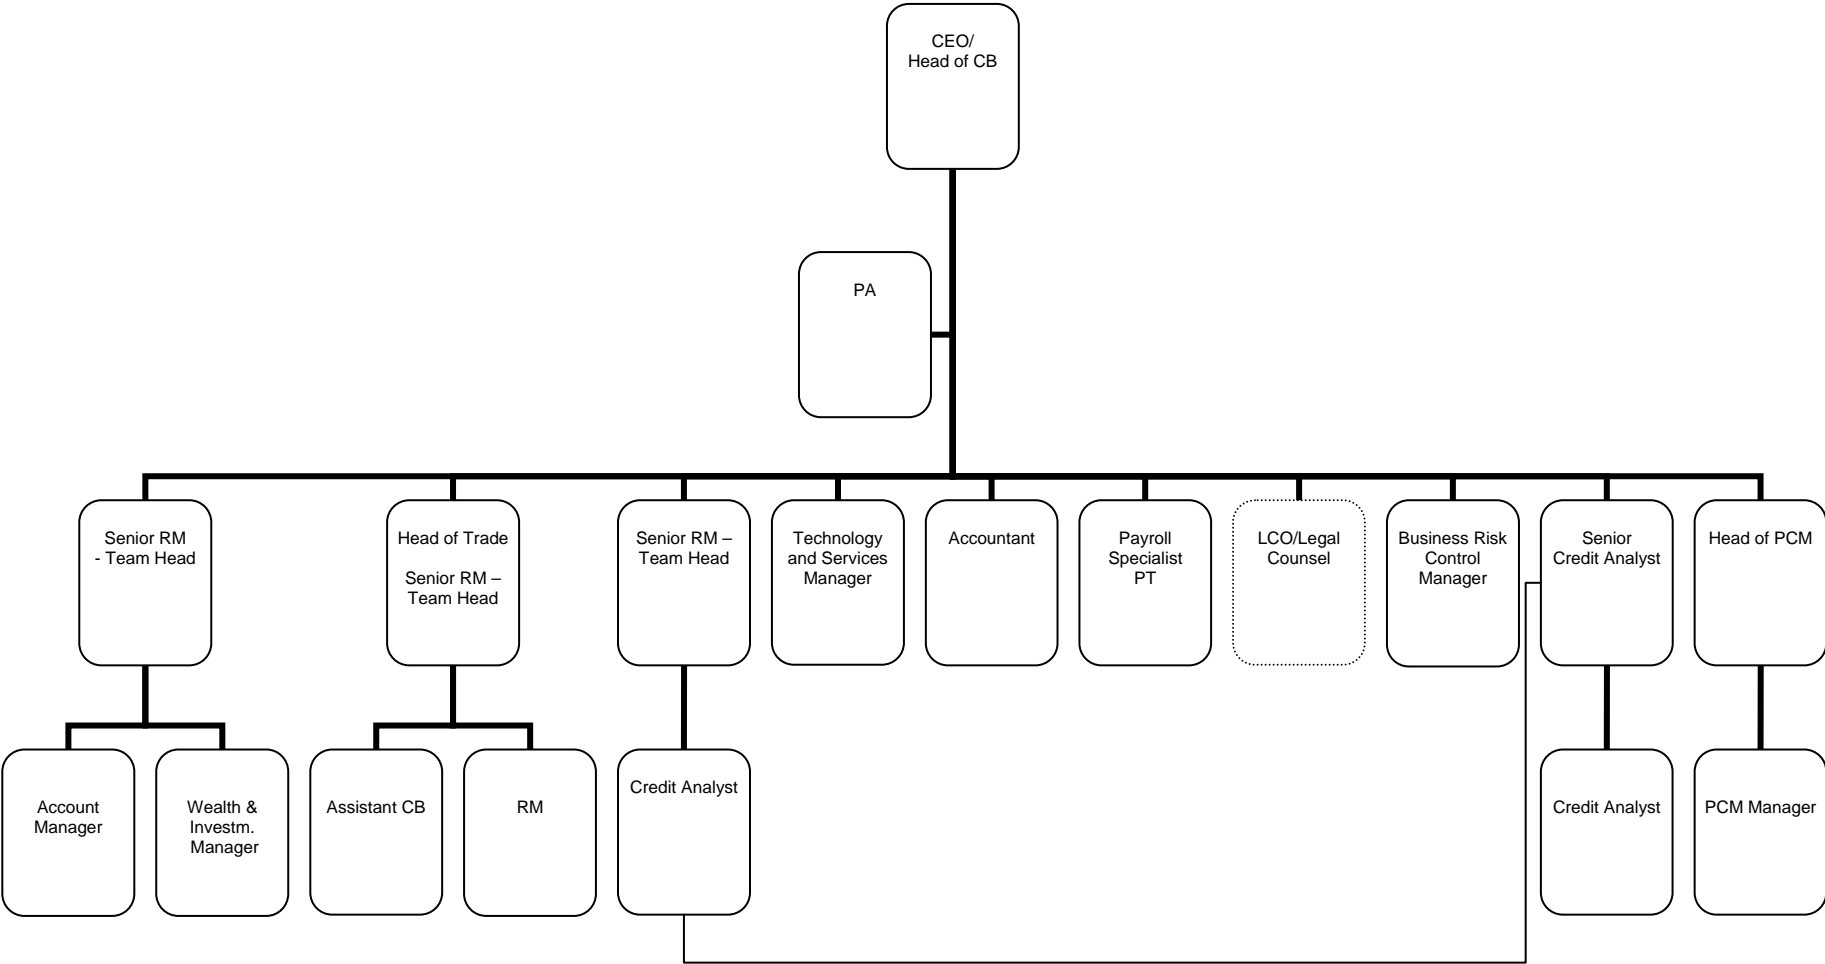 CEO/
Head of CB
PA
Senior RM
- Team Head
Head of Trade
Senior RM –
Team Head
Senior RM –
Team Head
Technology
and Services
Manager
Accountant
Payroll
Specialist
PT
LCO/Legal
Counsel
Business Risk
Control
Manager
Senior
Credit Analyst
Head of PCM
Account
Manager
Wealth &
Investm.
Manager
Assistant CB
RM
Credit Analyst
Credit Analyst
PCM Manager